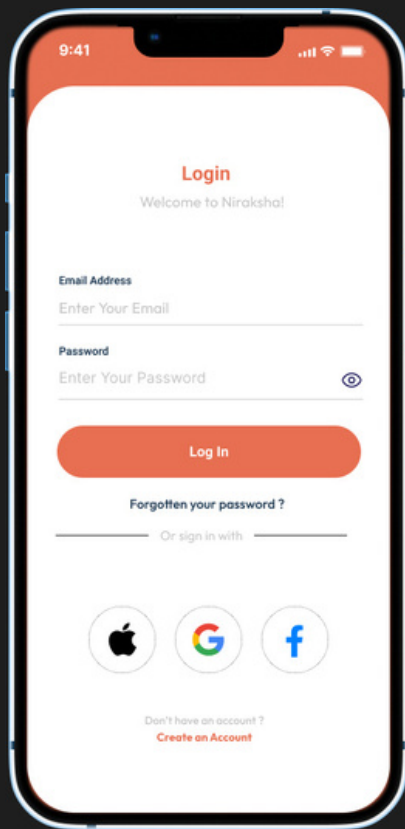 9:41
Login
Welcome to Niraksha!
Email Address
Enter Your Email
Password
Enter Your Password
Log In
Forgotten your password ?
Or sign in with
Don't have an account ?
Create an Account